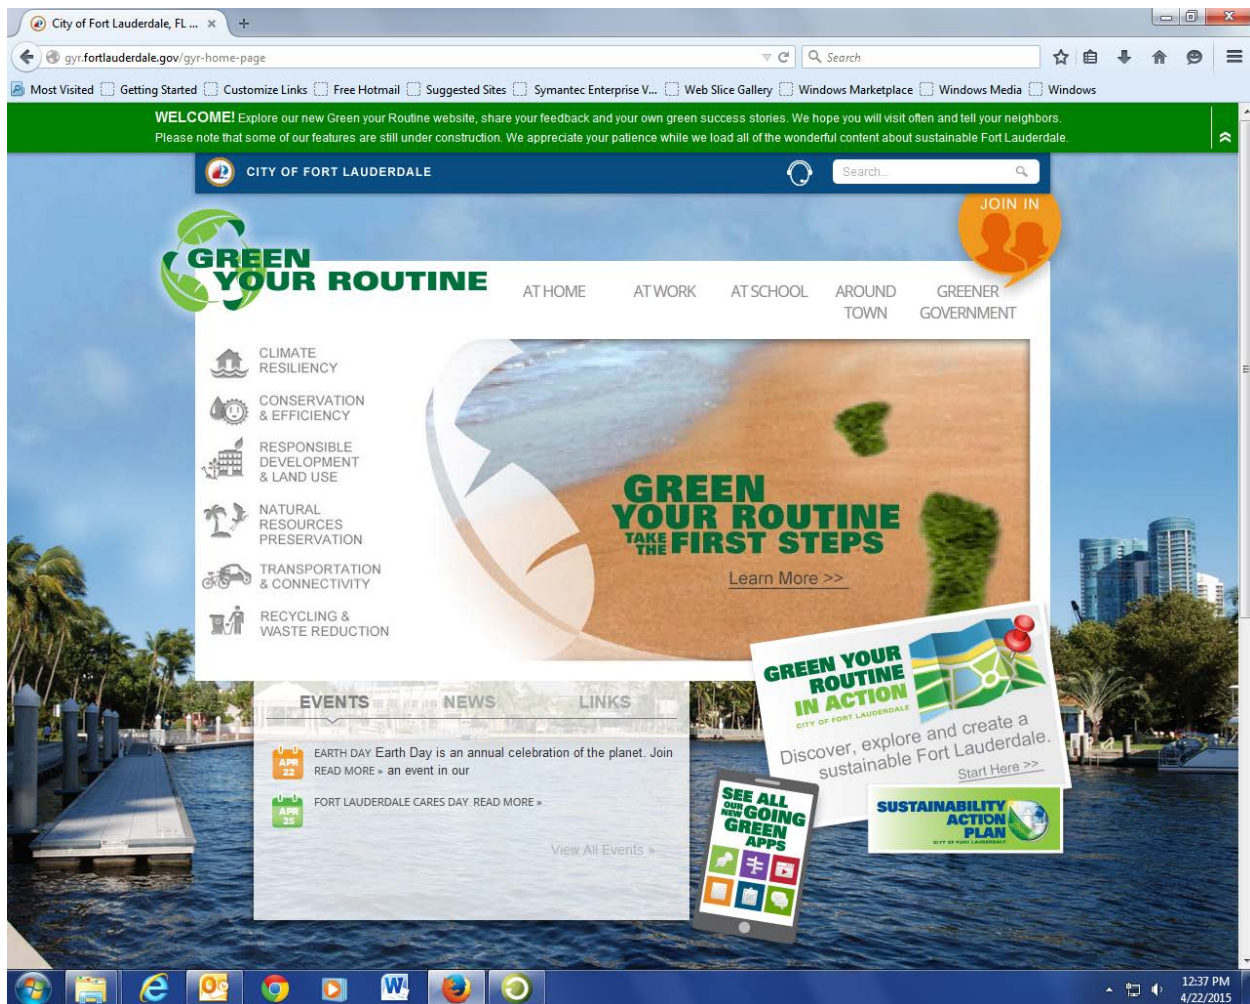 City of Fort Lauderdale, FL ...
gyr.fortlauderdale.gov/gyr-home-page
Search
Most Visited Getting Started Customize Links Free Hotmail Suggested Sites Symantec Enterprise V... Web Slice Gallery Windows Marketplace Windows Media Windows
WELCOME! Explore our new Green your Routine website, share your feedback and your own green success stories. We hope you will visit often and tell your neighbors.
Please note that some of our features are still under construction. We appreciate your patience while we load all of the wonderful content about sustainable Fort Lauderdale.
CITY OF FORT LAUDERDALE
Search...
JOIN IN
GREEN
YOUR ROUTINE
AT HOME AT WORK AT SCHOOL AROUND TOWN GREENER GOVERNMENT
CLIMATE
RESILIENCY
CONSERVATION
& EFFICIENCY
RESPONSIBLE
DEVELOPMENT
& LAND USE
NATURAL
RESOURCES
PRESERVATION
TRANSPORTATION
& CONNECTIVITY
RECYCLING &
WASTE REDUCTION
GREEN
YOUR ROUTINE
TAKE THE FIRST STEPS
Learn More >>
GREEN YOUR
ROUTINE
IN ACTION
CITY OF FORT LAUDERDALE
Discover, explore and create a
sustainable Fort Lauderdale.
Start Here >>
EVENTS NEWS LINKS
APR
22
EARTH DAY Earth Day is an annual celebration of the planet. Join
READ MORE » an event in our
APR
25
FORT LAUDERDALE CARES DAY READ MORE »
View All Events »
SEE ALL
OUR NEW GOING
GREEN
APPS
SUSTAINABILITY
ACTION
PLAN
CITY OF FORT LAUDERDALE
12:37 PM
4/22/2015